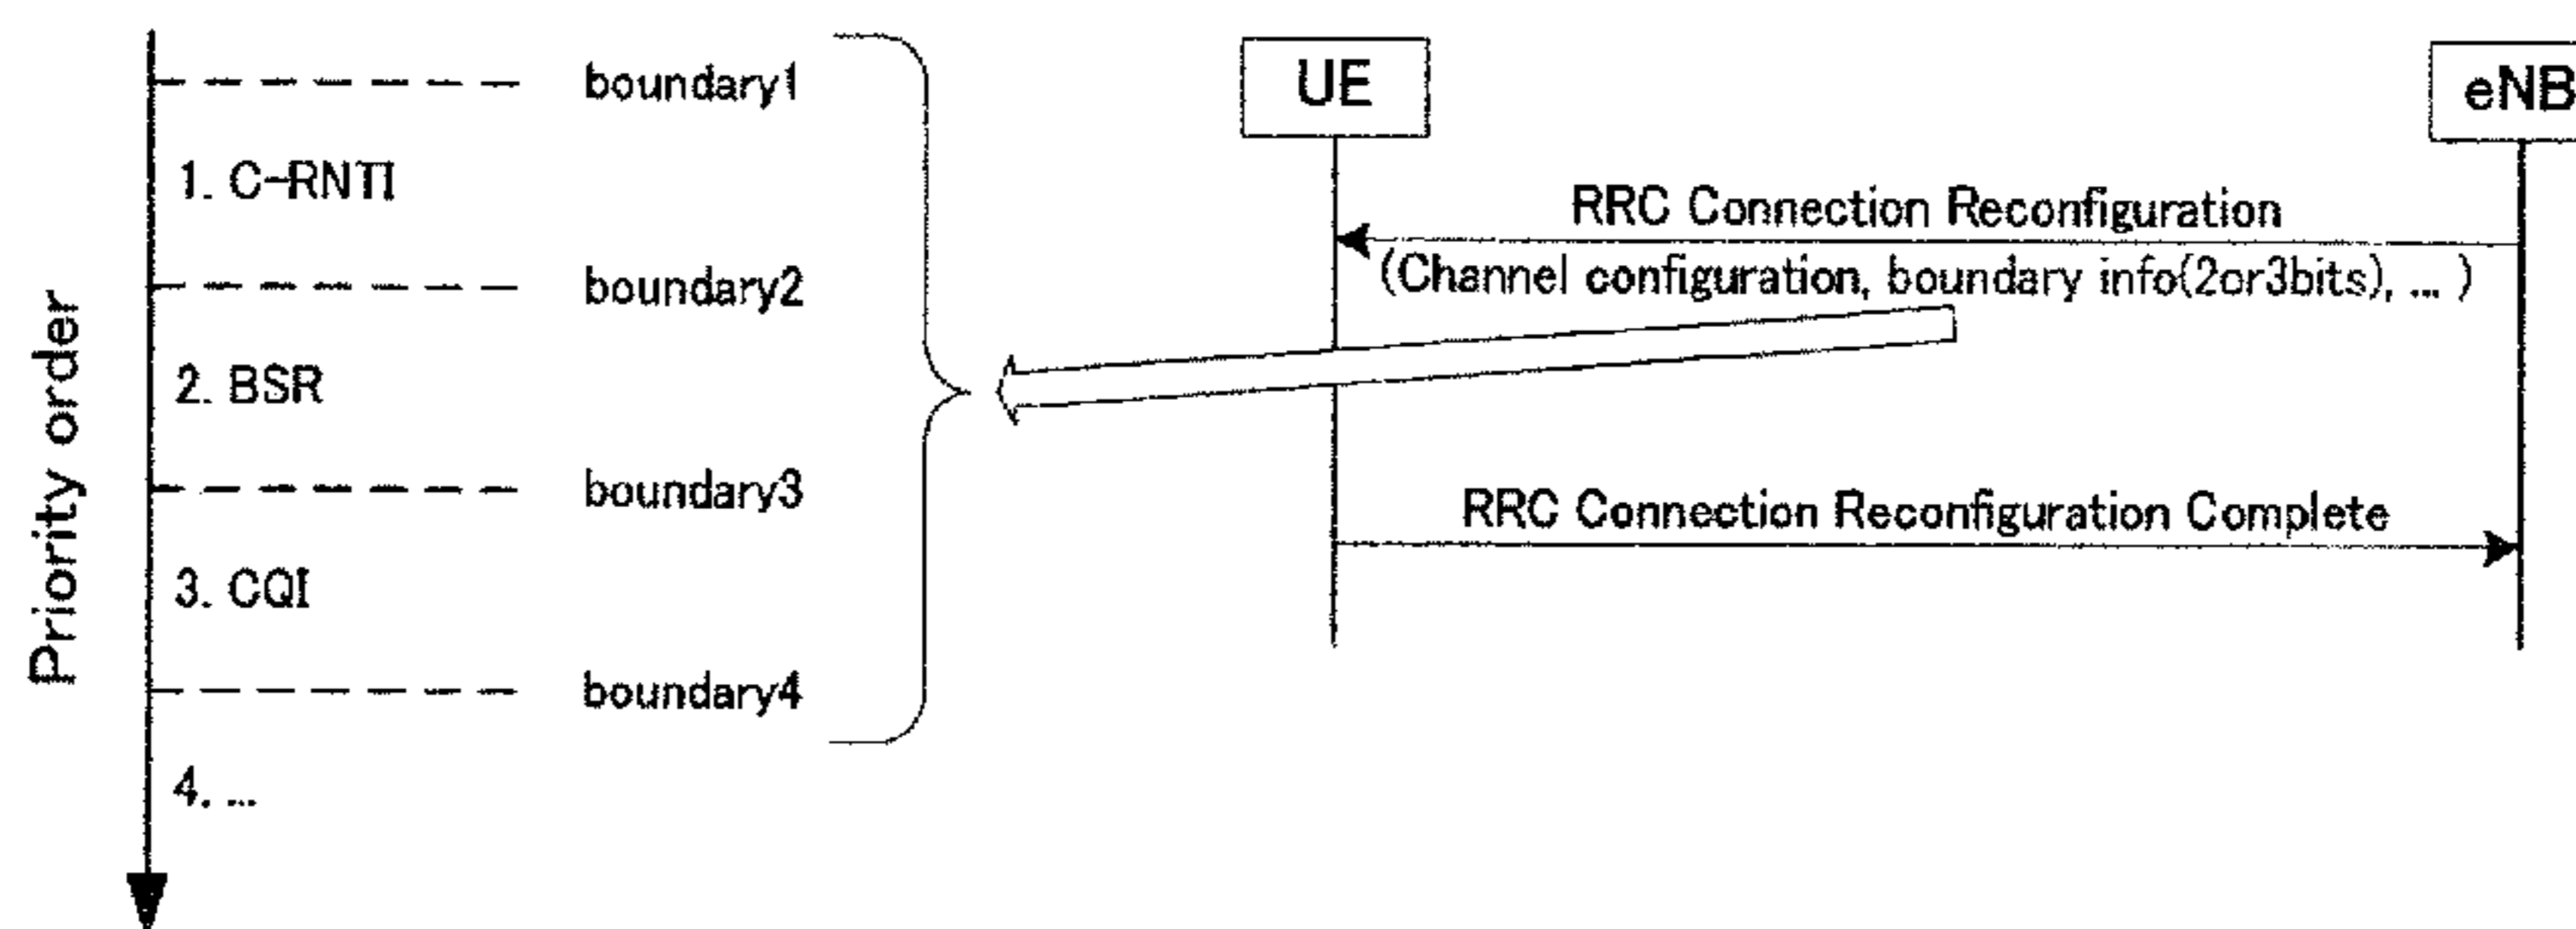 Priority order
boundary1
1. C-RNTI
boundary2
2. BSR
boundary3
3. CQI
boundary4
4. ...
UE
eNB
RRC Connection Reconfiguration
(Channel configuration, boundary info(2or3bits), ... )
RRC Connection Reconfiguration Complete